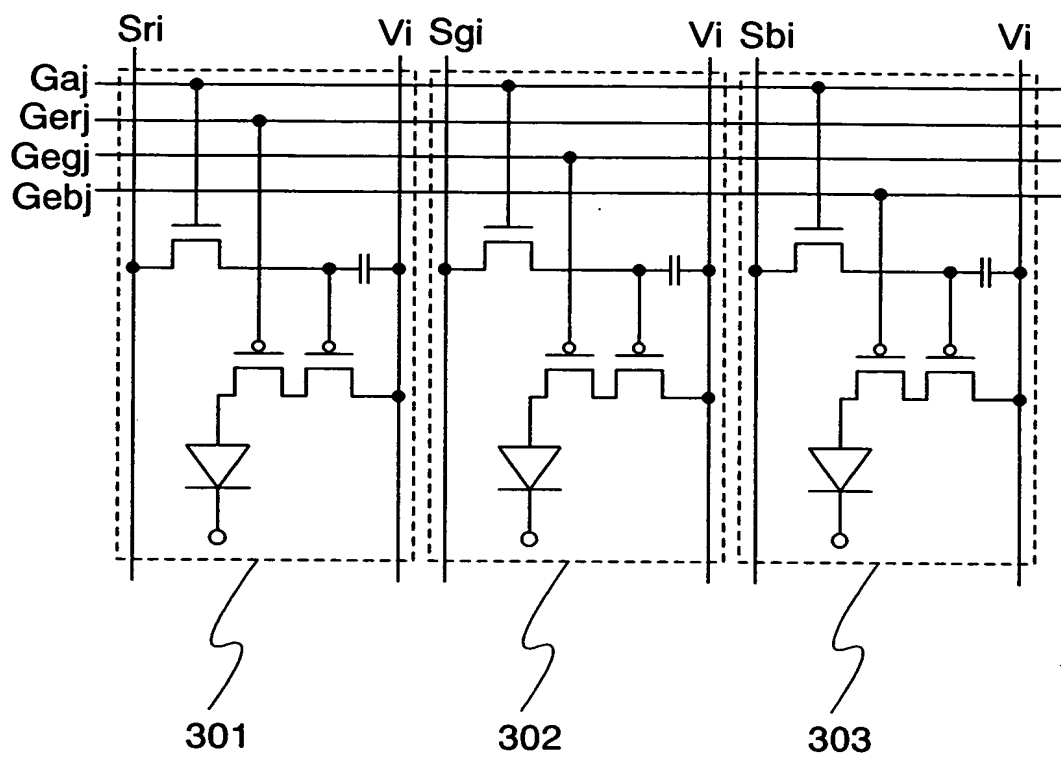 Sri Vi Sgi Vi Sbi Vi
Gaj
Gerj
Gegj
Gebj
301 302 303